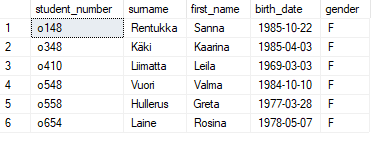 student_number surname first_name birth_date gender
1 o148 Rentukka Sanna 1985-10-22 F
2 o348 Käki Kaarina 1985-04-03 F
3 o410 Liimatta Leila 1969-03-03 F
4 o548 Vuori Valma 1984-10-10 F
5 o558 Hullerus Greta 1977-03-28 F
6 o654 Laine Rosina 1978-05-07 F